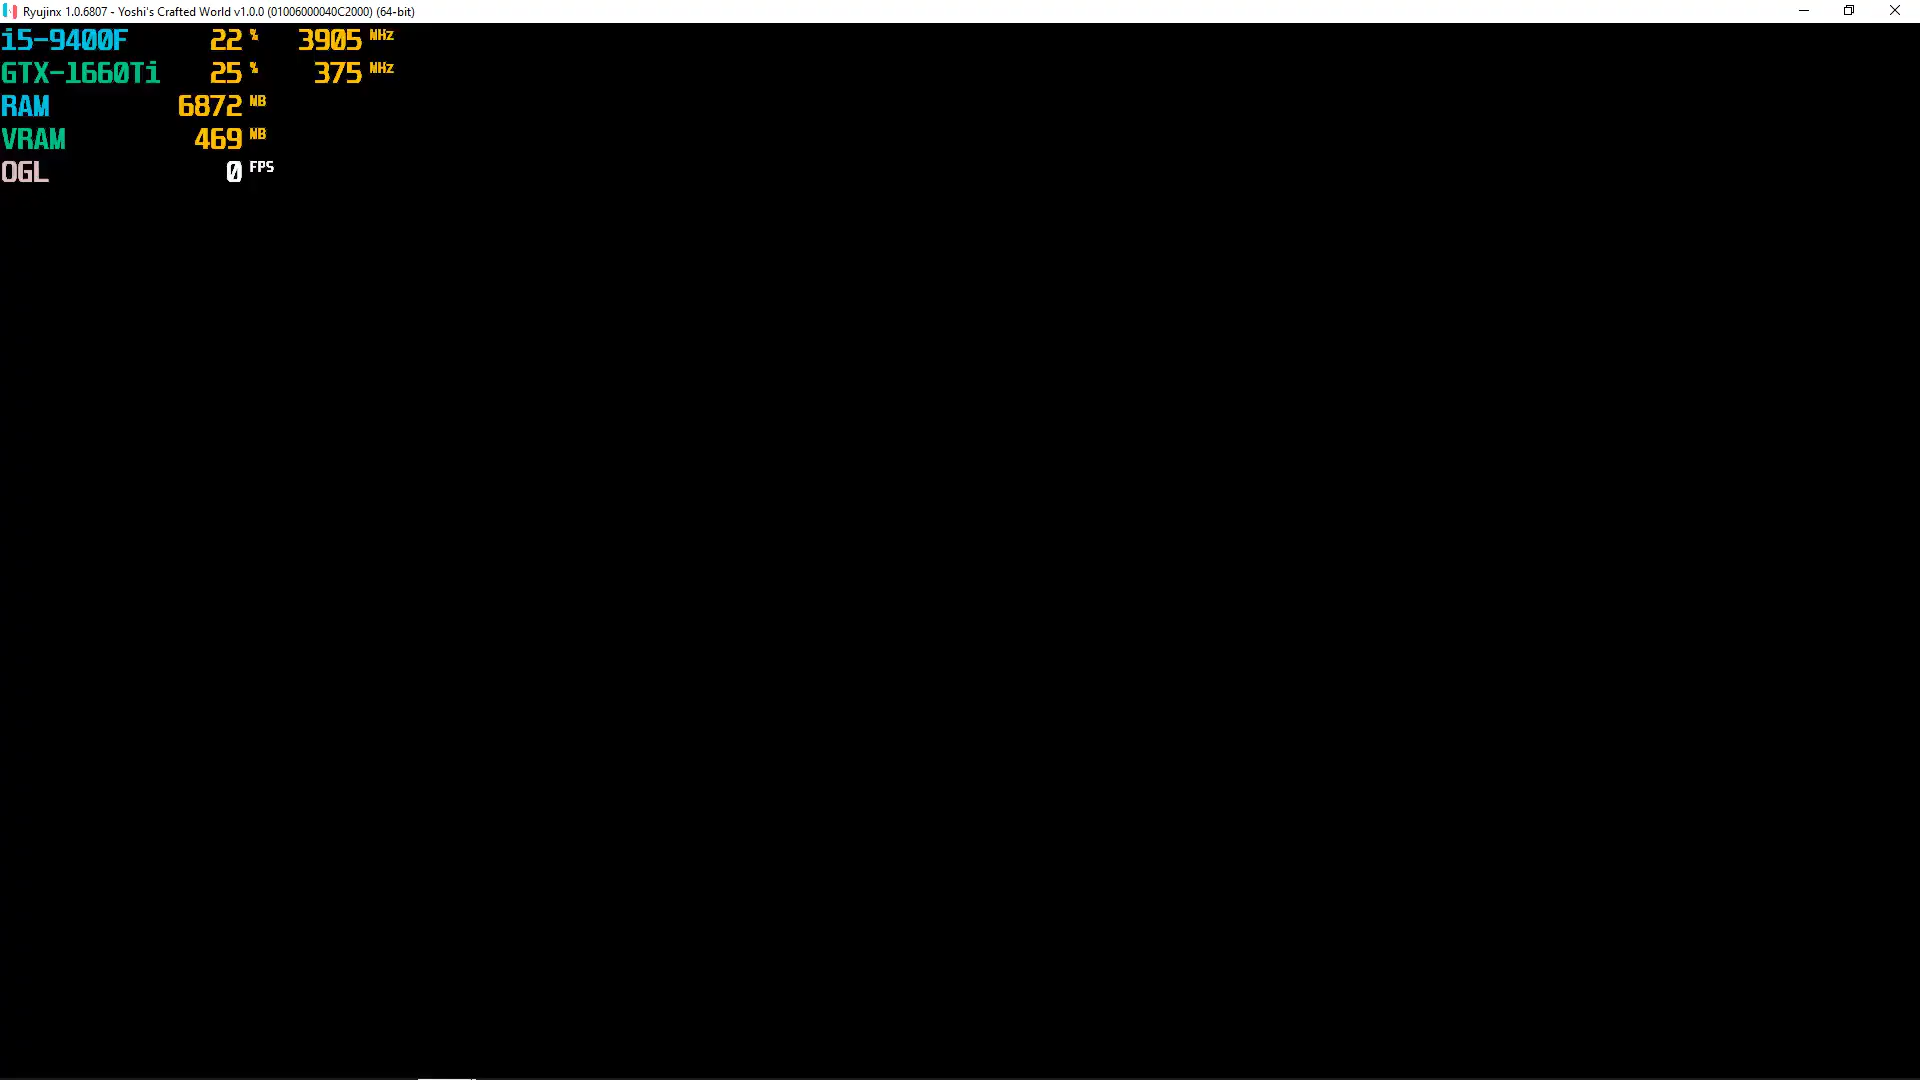 Ryujinx 1.0.6807 - Yoshi's Crafted World v1.0.0 (01006000040C2000) (64-bit)
i5-9400F 22 % 3905 MHz
GTX-1660Ti 25 % 375 MHz
RAM 6872 MB
VRAM 469 MB
OGL 0 FPS